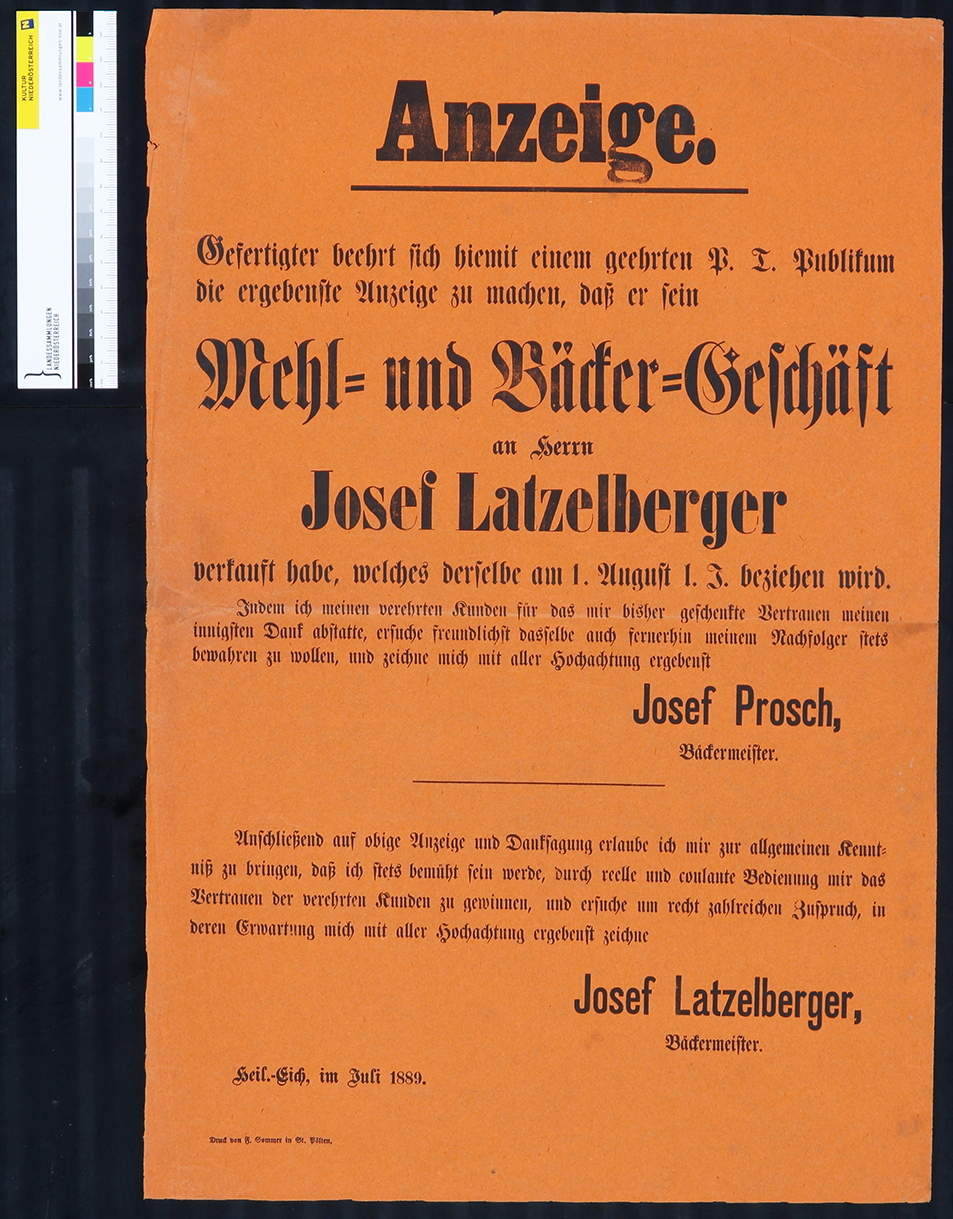 KULTUR
NIEDERÖSTERREICH
N
LANDESSAMMLUNGEN
NIEDERÖSTERREICH
Anzeige.
Gefertigter beehrt sich hiemit einem geehrten P. T. Publikum
die ergebenste Anzeige zu machen, daß er sein
Mehl- und Bäcker-Geschäft
an Herrn
Josef Latzelberger
verkauft habe, welches derselbe am 1. August l. J. beziehen wird.
Indem ich meinen verehrten Kunden für das mir bisher geschenkte Vertrauen meinen
innigsten Dank abstatte, ersuche freundlichst dasselbe auch fernerhin meinem Nachfolger stets
bewahren zu wollen, und zeichne mich mit aller Hochachtung ergebenst
Josef Prosch,
Bäckermeister.
Anschließend auf obige Anzeige und Danksagung erlaube ich mir zur allgemeinen Kennt-
niß zu bringen, daß ich stets bemüht sein werde, durch reelle und coulante Bedienung mir das
Vertrauen der verehrten Kunden zu gewinnen, und ersuche um recht zahlreichen Zuspruch, in
deren Erwartung mich mit aller Hochachtung ergebenst zeichne
Josef Latzelberger,
Bäckermeister.
Heil.-Eich, im Juli 1889.
Druck von F. Sommer in St. Pölten.